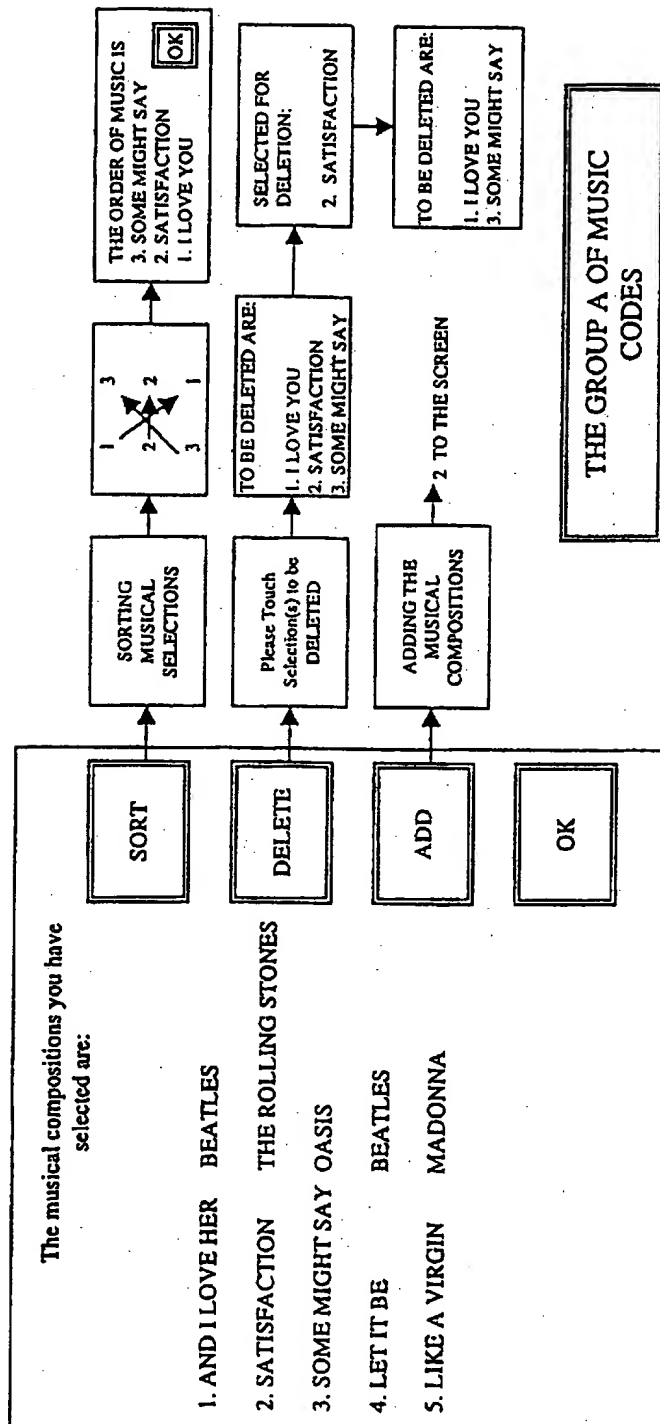 The musical compositions you have
selected are:
1. AND I LOVE HER BEATLES
2. SATISFACTION THE ROLLING STONES
3. SOME MIGHT SAY OASIS
4. LET IT BE BEATLES
5. LIKE A VIRGIN MADONNA
SORT
DELETE
ADD
OK
SORTING
MUSICAL
SELECTIONS
1 3
2 2
3 1
THE ORDER OF MUSIC IS
3. SOME MIGHT SAY
2. SATISFACTION
1. I LOVE YOU
OK
Please Touch
Selection(s) to be
DELETED
TO BE DELETED ARE:
1. I LOVE YOU
2. SATISFACTION
3. SOME MIGHT SAY
SELECTED FOR
DELETION:
2. SATISFACTION
TO BE DELETED ARE:
1. I LOVE YOU
3. SOME MIGHT SAY
ADDING THE
MUSICAL
COMPOSITIONS
2 TO THE SCREEN
THE GROUP A OF MUSIC
CODES